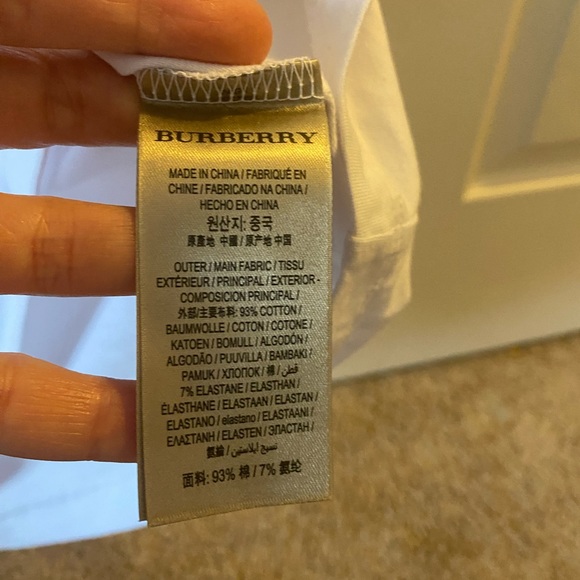 BURBERRY
MADE IN CHINA / FABRIQUÉ EN
CHINE / FABRICADO NA CHINA /
HECHO EN CHINA
원산지: 중국
原產地 中國 / 原产地 中国
OUTER / MAIN FABRIC / TISSU
EXTÉRIEUR / PRINCIPAL / EXTERIOR -
COMPOSICION PRINCIPAL /
外部/主要布料: 93% COTTON /
BAUMWOLLE / COTON / COTONE /
KATOEN / BOMULL / ALGODÓN /
ALGODÃO / PUUVILLA / BAMBAKI /
PAMUK / ХЛОПОК / 棉 / قطن /
7% ELASTANE / ELASTHAN /
ÉLASTHANE / ELASTAAN / ELASTAN /
ELASTANO / elastano / ELASTAANI /
ΕΛΑΣΤΑΝΗ / ELASTEN / ЭЛАСТАН /
氨綸 / نسيج ايلاستين /
面料: 93% 棉 / 7% 氨纶